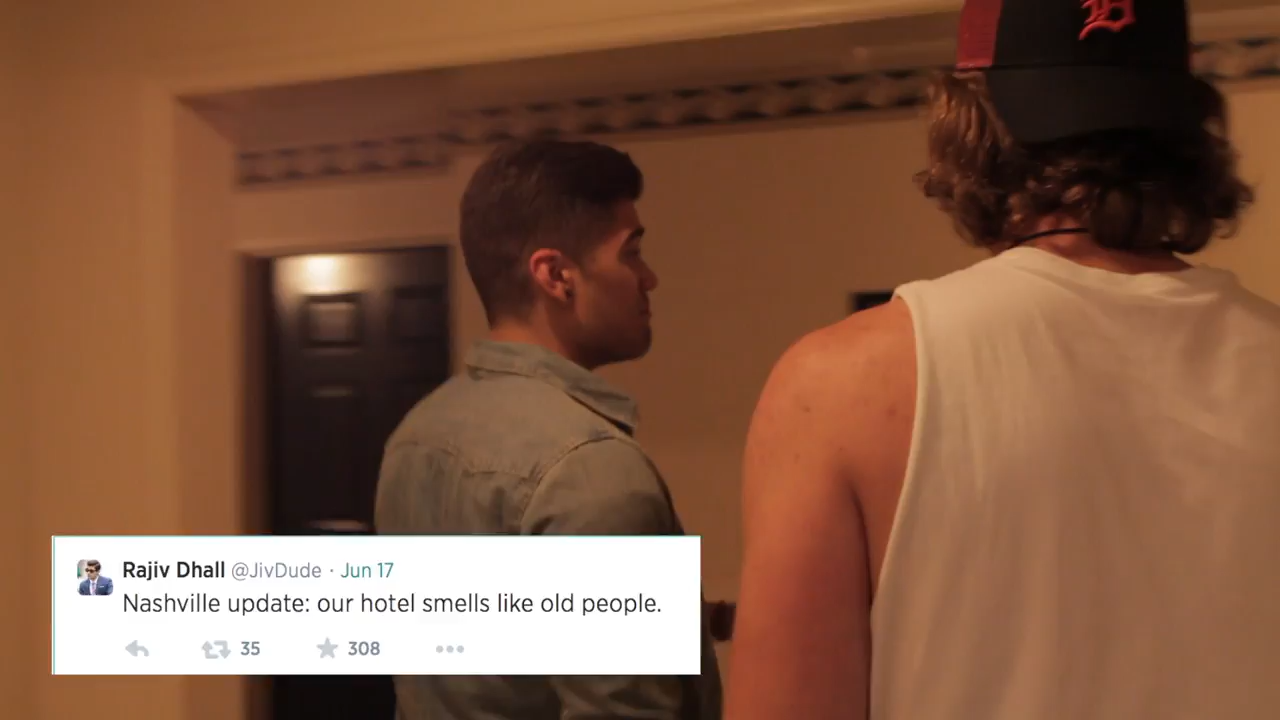 Rajiv Dhall @JivDude · Jun 17
Nashville update: our hotel smells like old people.
35 308